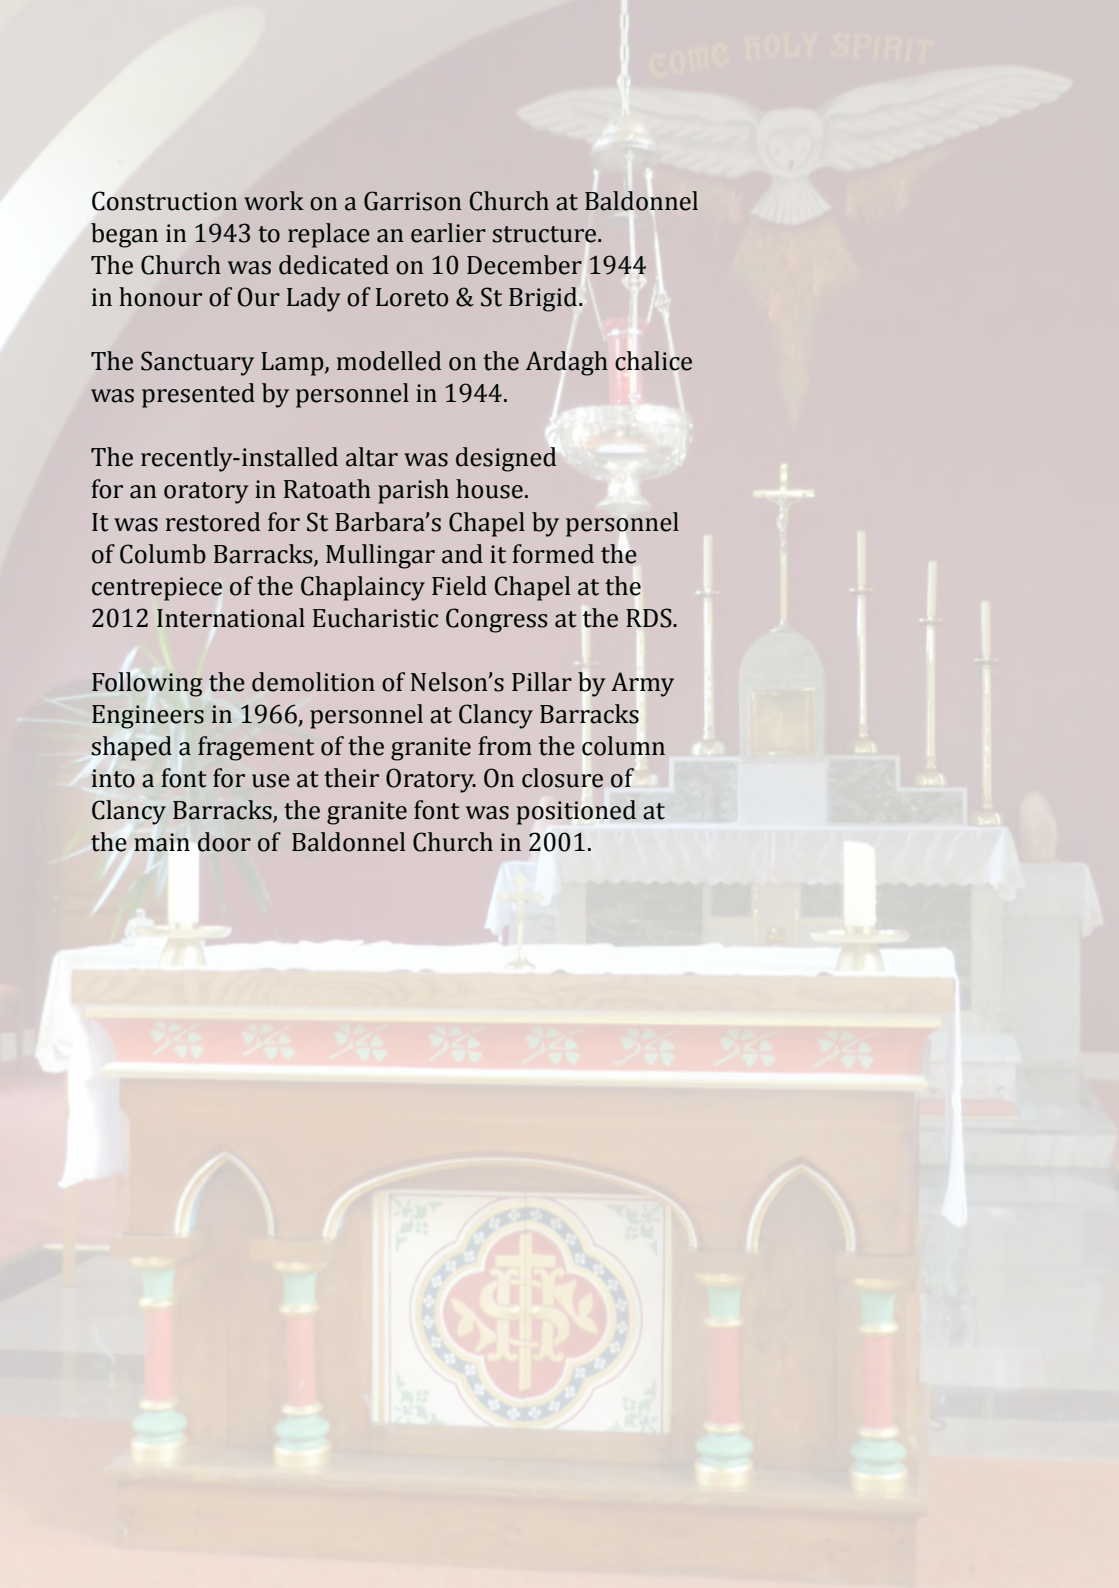 COME HOLY SPIRIT
Construction work on a Garrison Church at Baldonnel
began in 1943 to replace an earlier structure.
The Church was dedicated on 10 December 1944
in honour of Our Lady of Loreto & St Brigid.
The Sanctuary Lamp, modelled on the Ardagh chalice
was presented by personnel in 1944.
The recently-installed altar was designed
for an oratory in Ratoath parish house.
It was restored for St Barbara’s Chapel by personnel
of Columb Barracks, Mullingar and it formed the
centrepiece of the Chaplaincy Field Chapel at the
2012 International Eucharistic Congress at the RDS.
Following the demolition of Nelson’s Pillar by Army
Engineers in 1966, personnel at Clancy Barracks
shaped a fragement of the granite from the column
into a font for use at their Oratory. On closure of
Clancy Barracks, the granite font was positioned at
the main door of  Baldonnel Church in 2001.
IHS